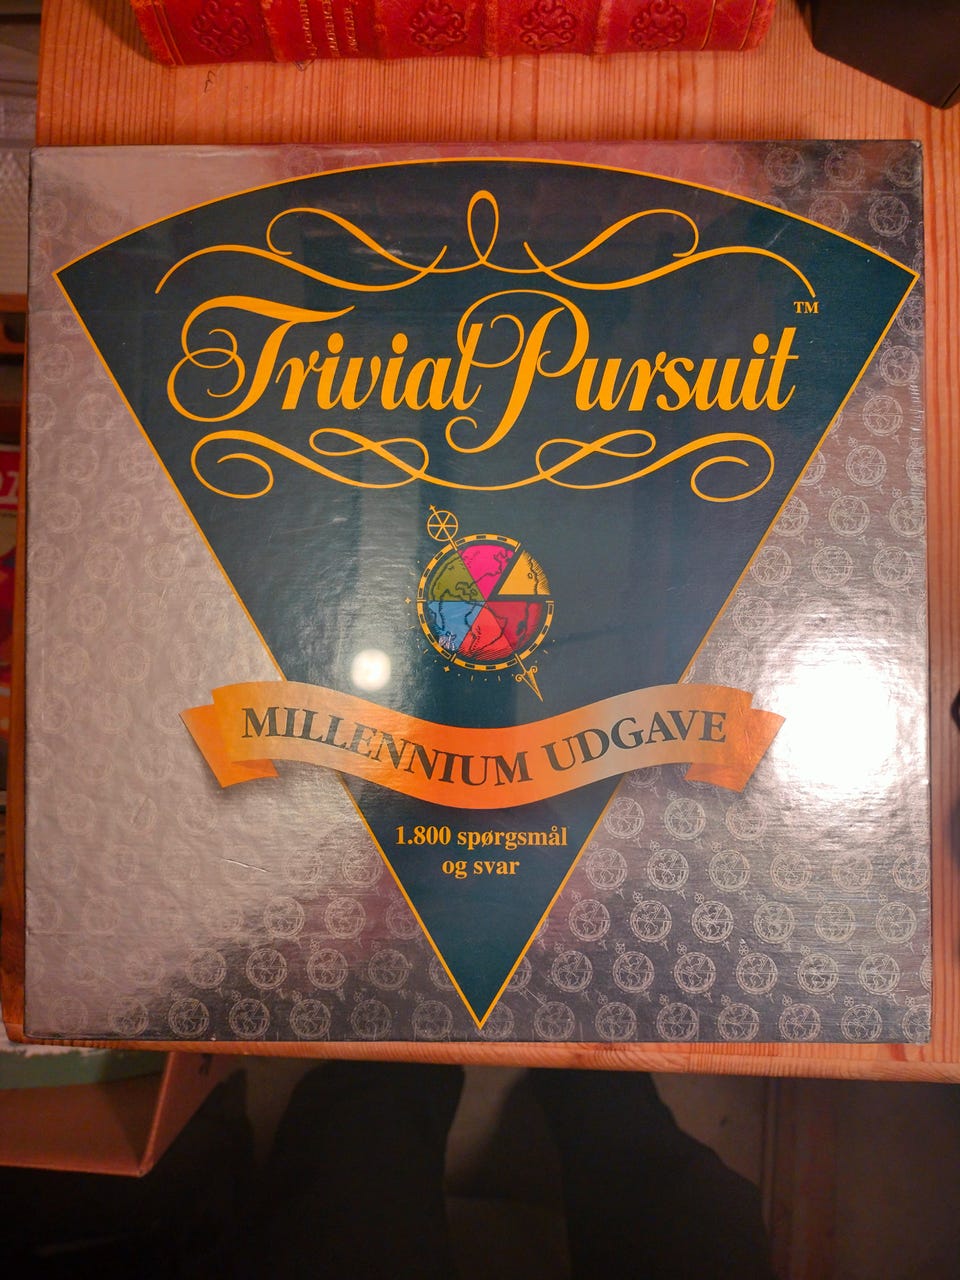 Trivial Pursuit™
MILLENNIUM UDGAVE
1.800 spørgsmål
og svar